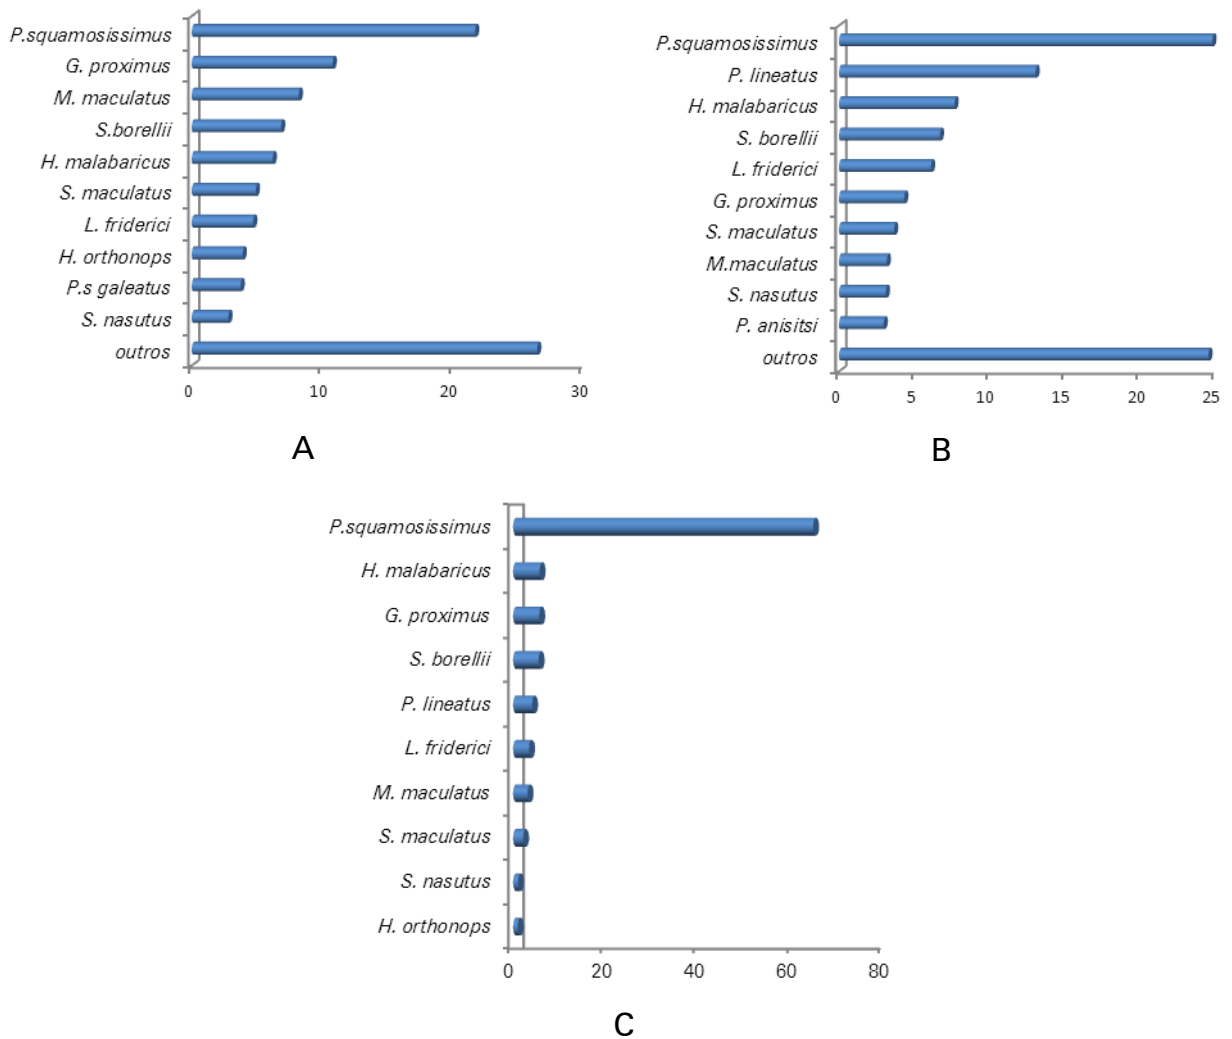 P.squamosissimus
G. proximus
M. maculatus
S.borellii
H. malabaricus
S. maculatus
L. friderici
H. orthonops
P.s galeatus
S. nasutus
outros
0 10 20 30
A
P.squamosissimus
P. lineatus
H. malabaricus
S. borellii
L. friderici
G. proximus
S. maculatus
M.maculatus
S. nasutus
P. anisitsi
outros
0 5 10 15 20 25
B
P.squamosissimus
H. malabaricus
G. proximus
S. borellii
P. lineatus
L. friderici
M. maculatus
S. maculatus
S. nasutus
H. orthonops
0 20 40 60 80
C